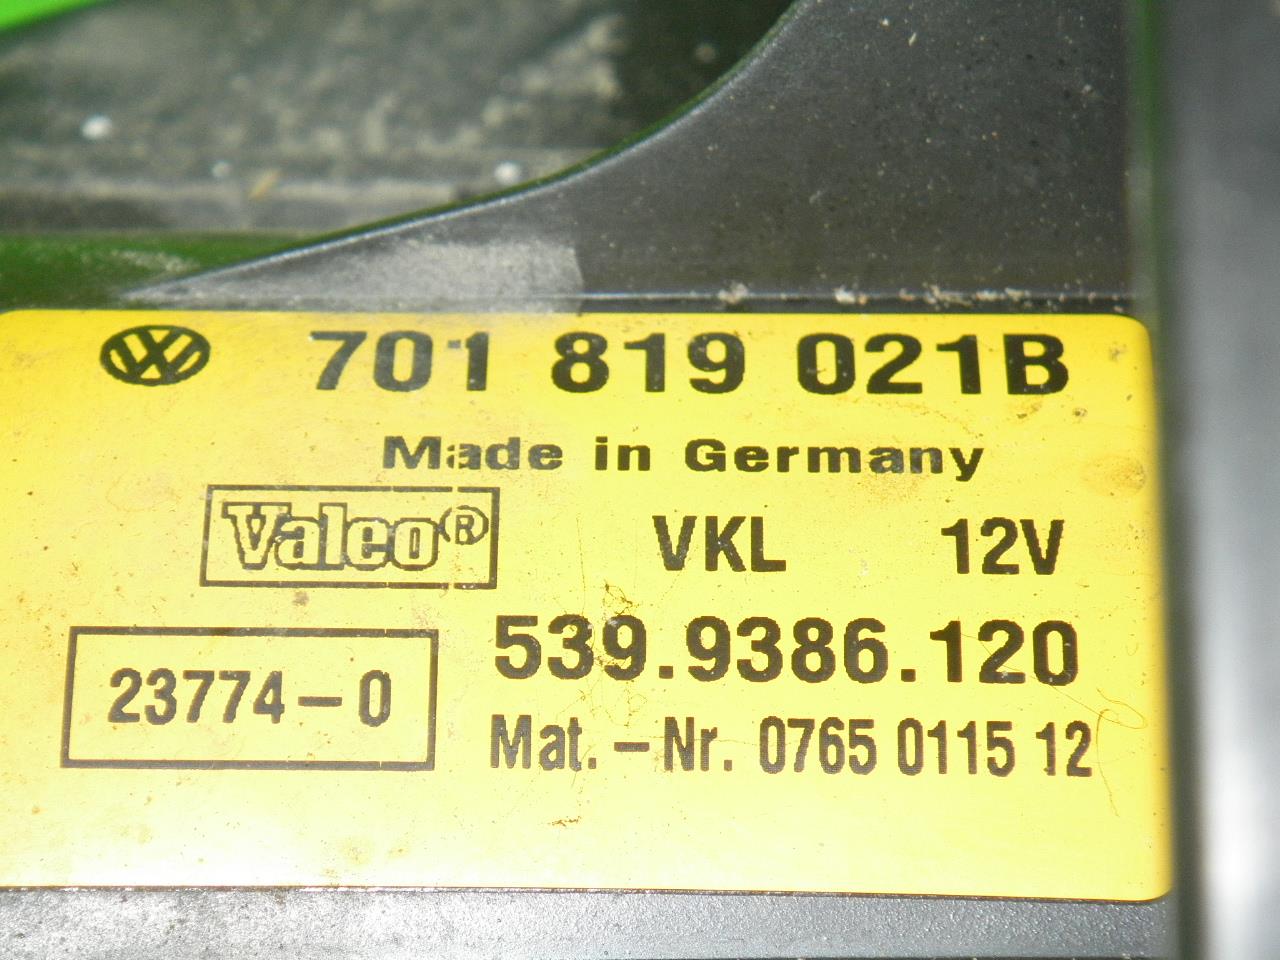 701 819 021B
Made in Germany
Valeo® VKL 12V
539.9386.120
23774-0
Mat.-Nr. 0765 0115 12